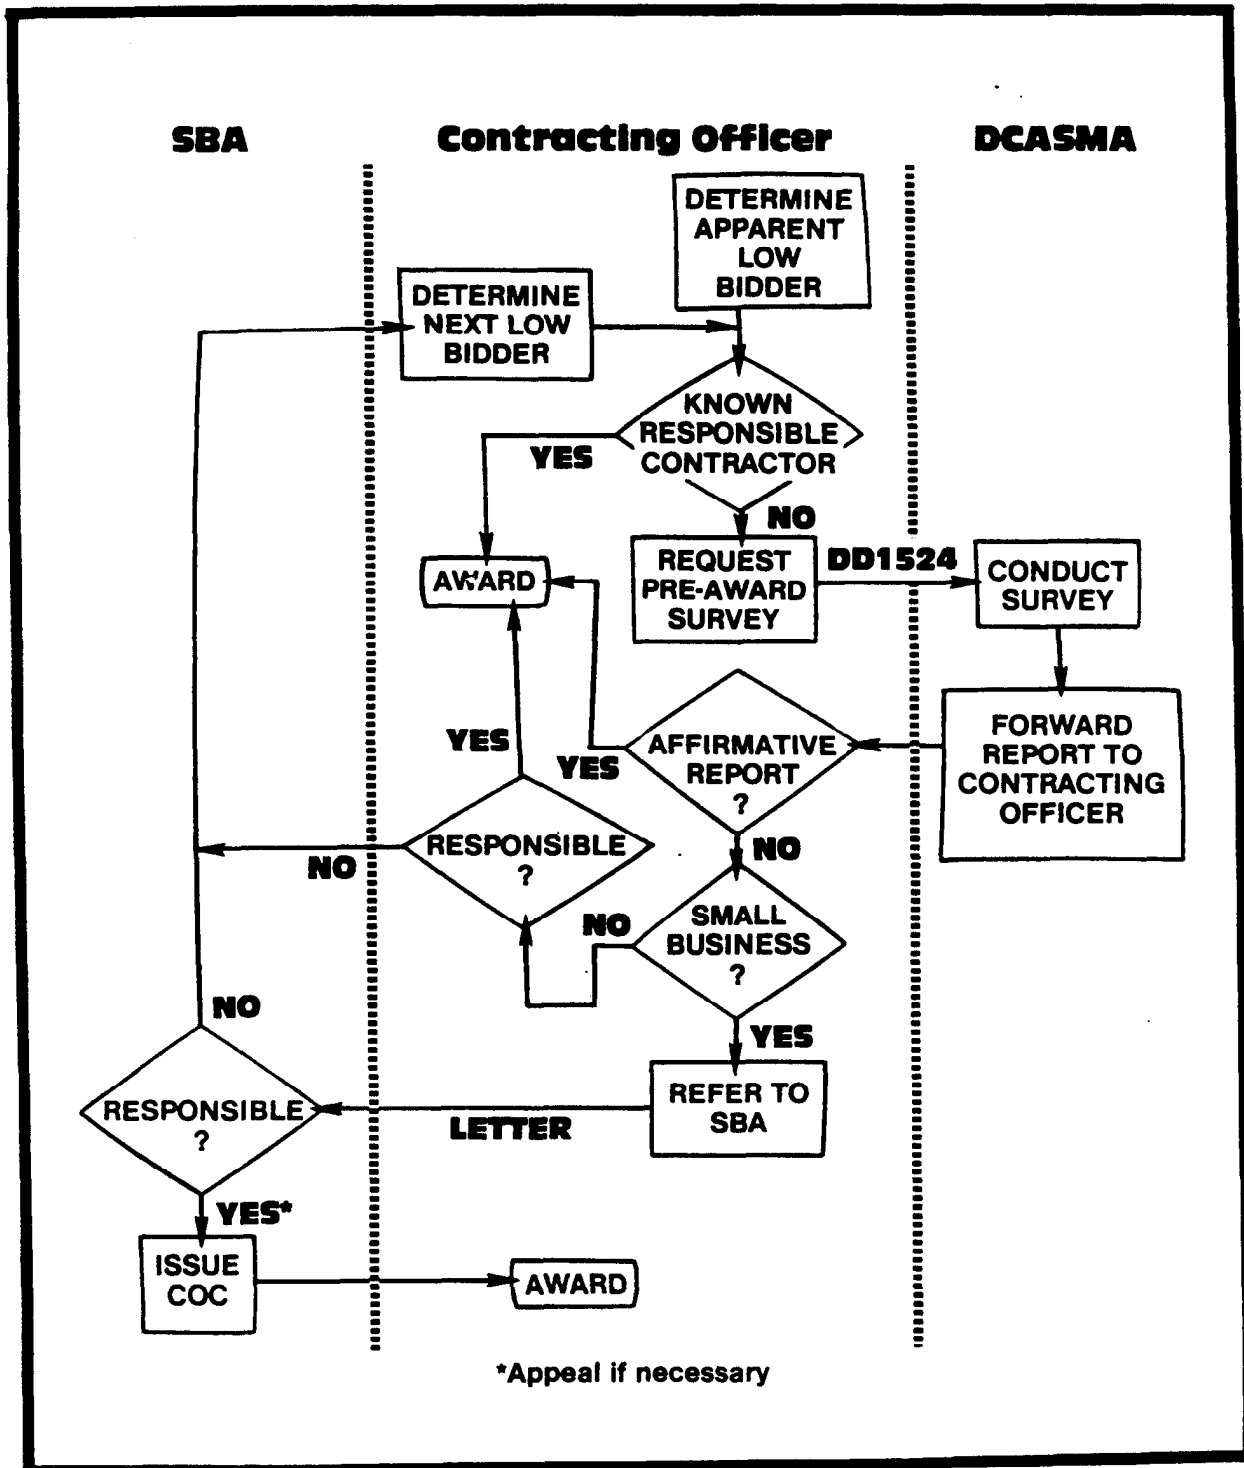 SBA
Contracting Officer
DCASMA
DETERMINE
APPARENT
LOW
BIDDER
DETERMINE
NEXT LOW
BIDDER
KNOWN
RESPONSIBLE
CONTRACTOR
YES
NO
AWARD
REQUEST
PRE-AWARD
SURVEY
DD1524
CONDUCT
SURVEY
FORWARD
REPORT TO
CONTRACTING
OFFICER
AFFIRMATIVE
REPORT
?
YES
YES
NO
RESPONSIBLE
?
NO
SMALL
BUSINESS
?
NO
YES
REFER TO
SBA
LETTER
NO
RESPONSIBLE
?
YES*
ISSUE
COC
AWARD
*Appeal if necessary